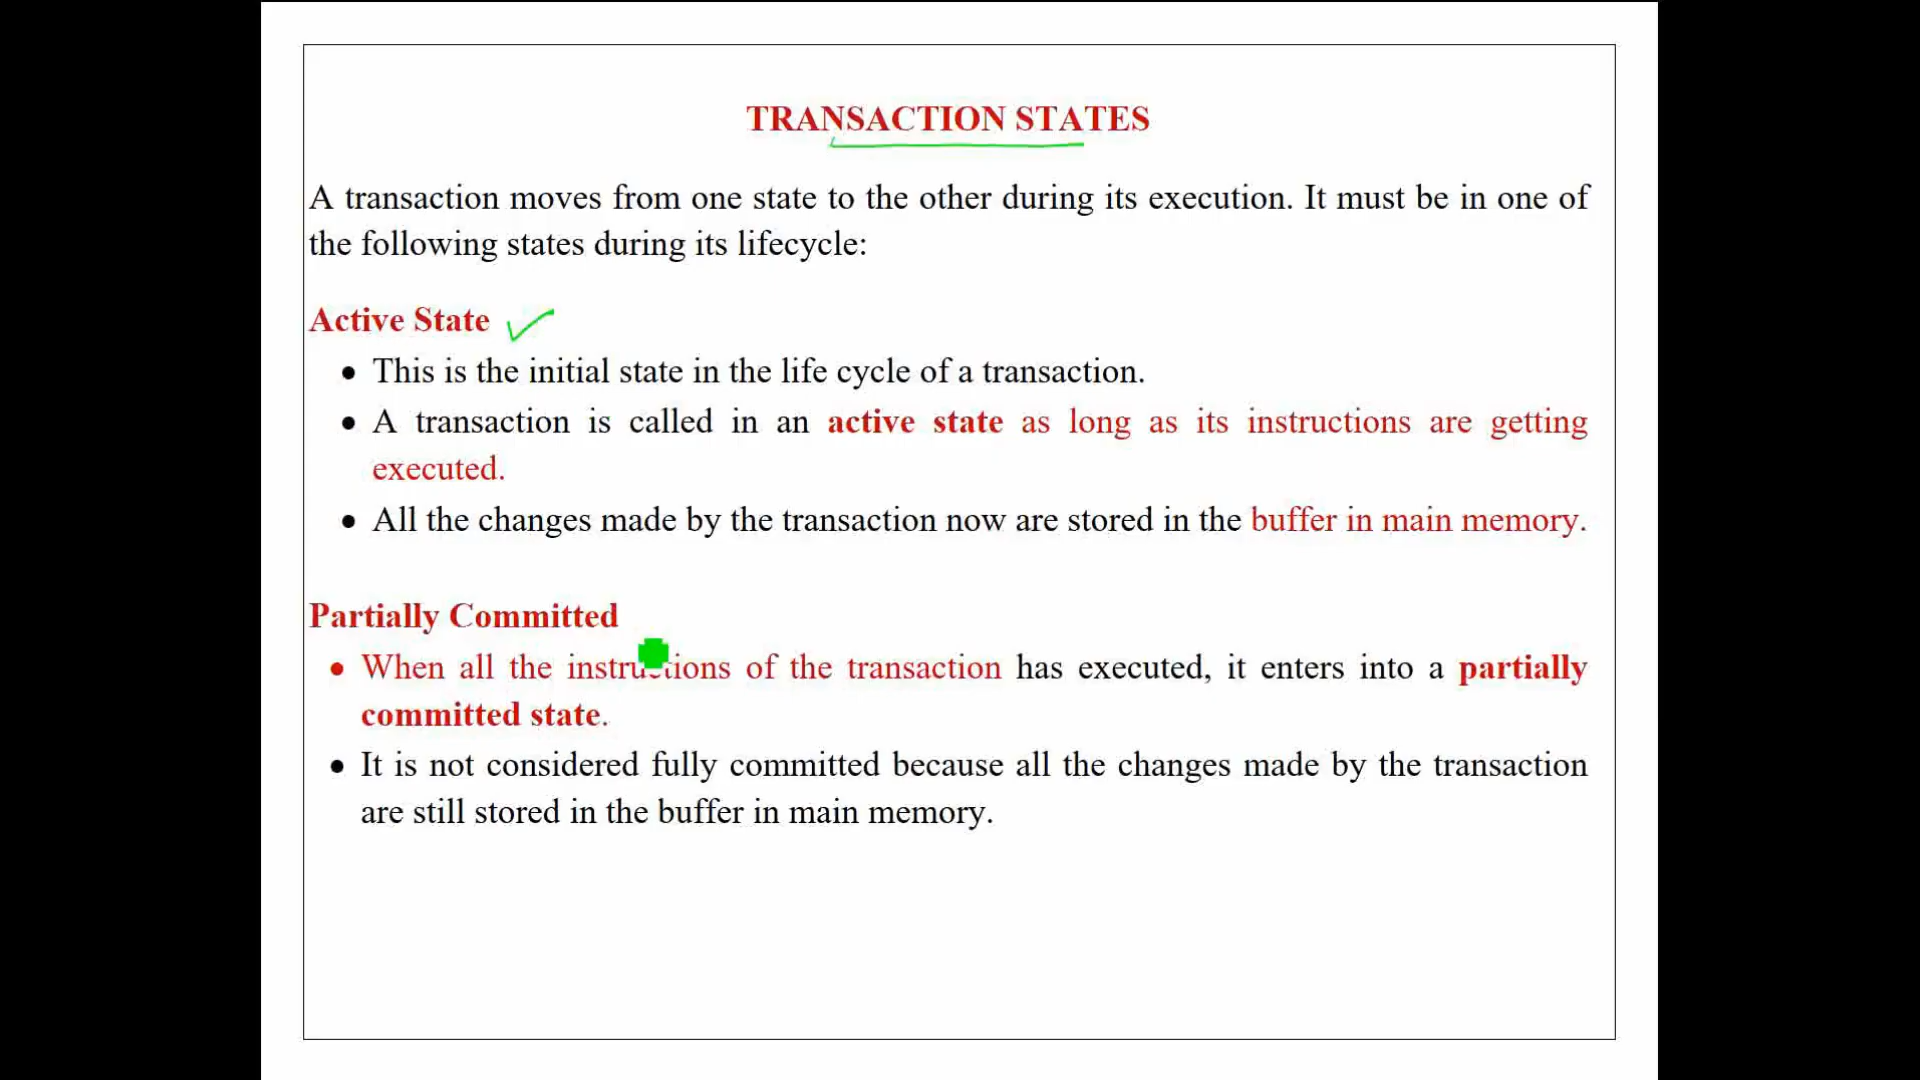 TRANSACTION STATES
A transaction moves from one state to the other during its execution. It must be in one of
the following states during its lifecycle:
Active State
• This is the initial state in the life cycle of a transaction.
• A transaction is called in an active state as long as its instructions are getting
executed.
• All the changes made by the transaction now are stored in the buffer in main memory.
Partially Committed
• When all the instructions of the transaction has executed, it enters into a partially
committed state.
• It is not considered fully committed because all the changes made by the transaction
are still stored in the buffer in main memory.